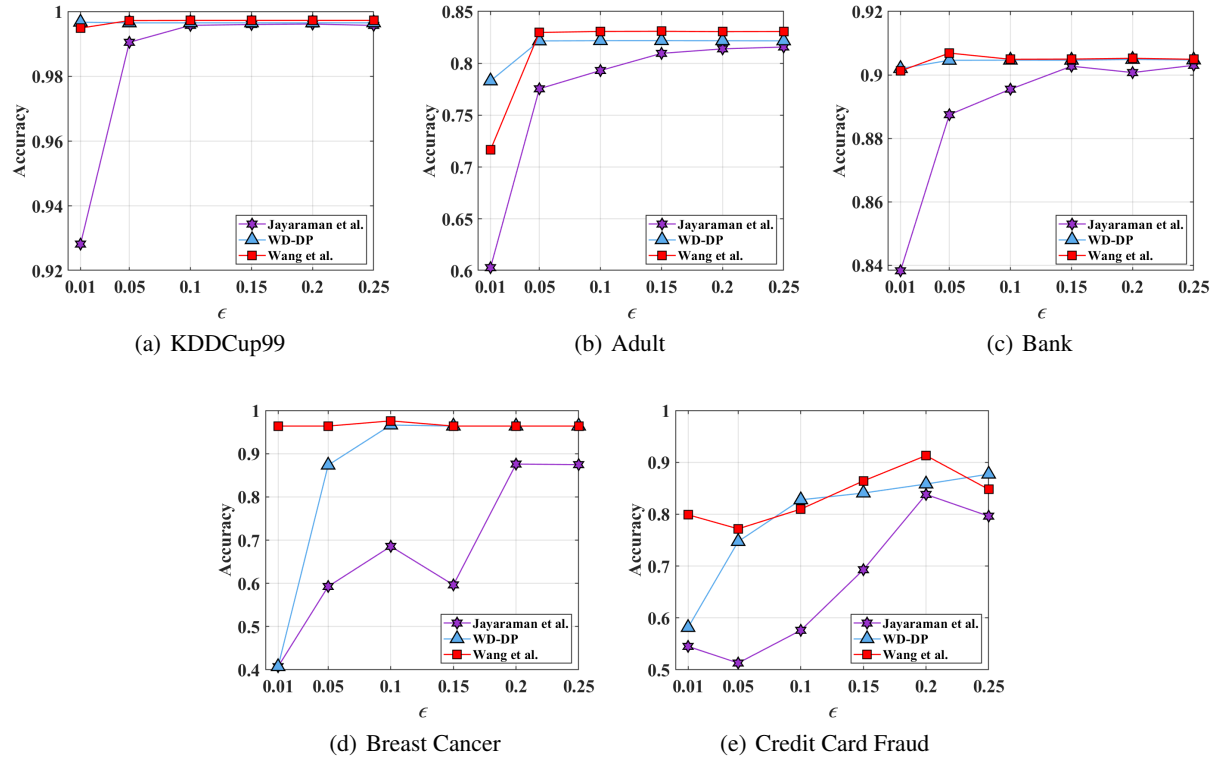 1
0.98
0.96
0.94
0.92
Accuracy
0.01 0.05 0.1 0.15 0.2 0.25
ϵ
Jayaraman et al.
WD-DP
Wang et al.
(a) KDDCup99
0.85
0.8
0.75
0.7
0.65
0.6
Accuracy
0.01 0.05 0.1 0.15 0.2 0.25
ϵ
Jayaraman et al.
WD-DP
Wang et al.
(b) Adult
0.92
0.9
0.88
0.86
0.84
Accuracy
0.01 0.05 0.1 0.15 0.2 0.25
ϵ
Jayaraman et al.
WD-DP
Wang et al.
(c) Bank
1
0.9
0.8
0.7
0.6
0.5
0.4
Accuracy
0.01 0.05 0.1 0.15 0.2 0.25
ϵ
Jayaraman et al.
WD-DP
Wang et al.
(d) Breast Cancer
1
0.9
0.8
0.7
0.6
0.5
Accuracy
0.01 0.05 0.1 0.15 0.2 0.25
ϵ
Jayaraman et al.
WD-DP
Wang et al.
(e) Credit Card Fraud